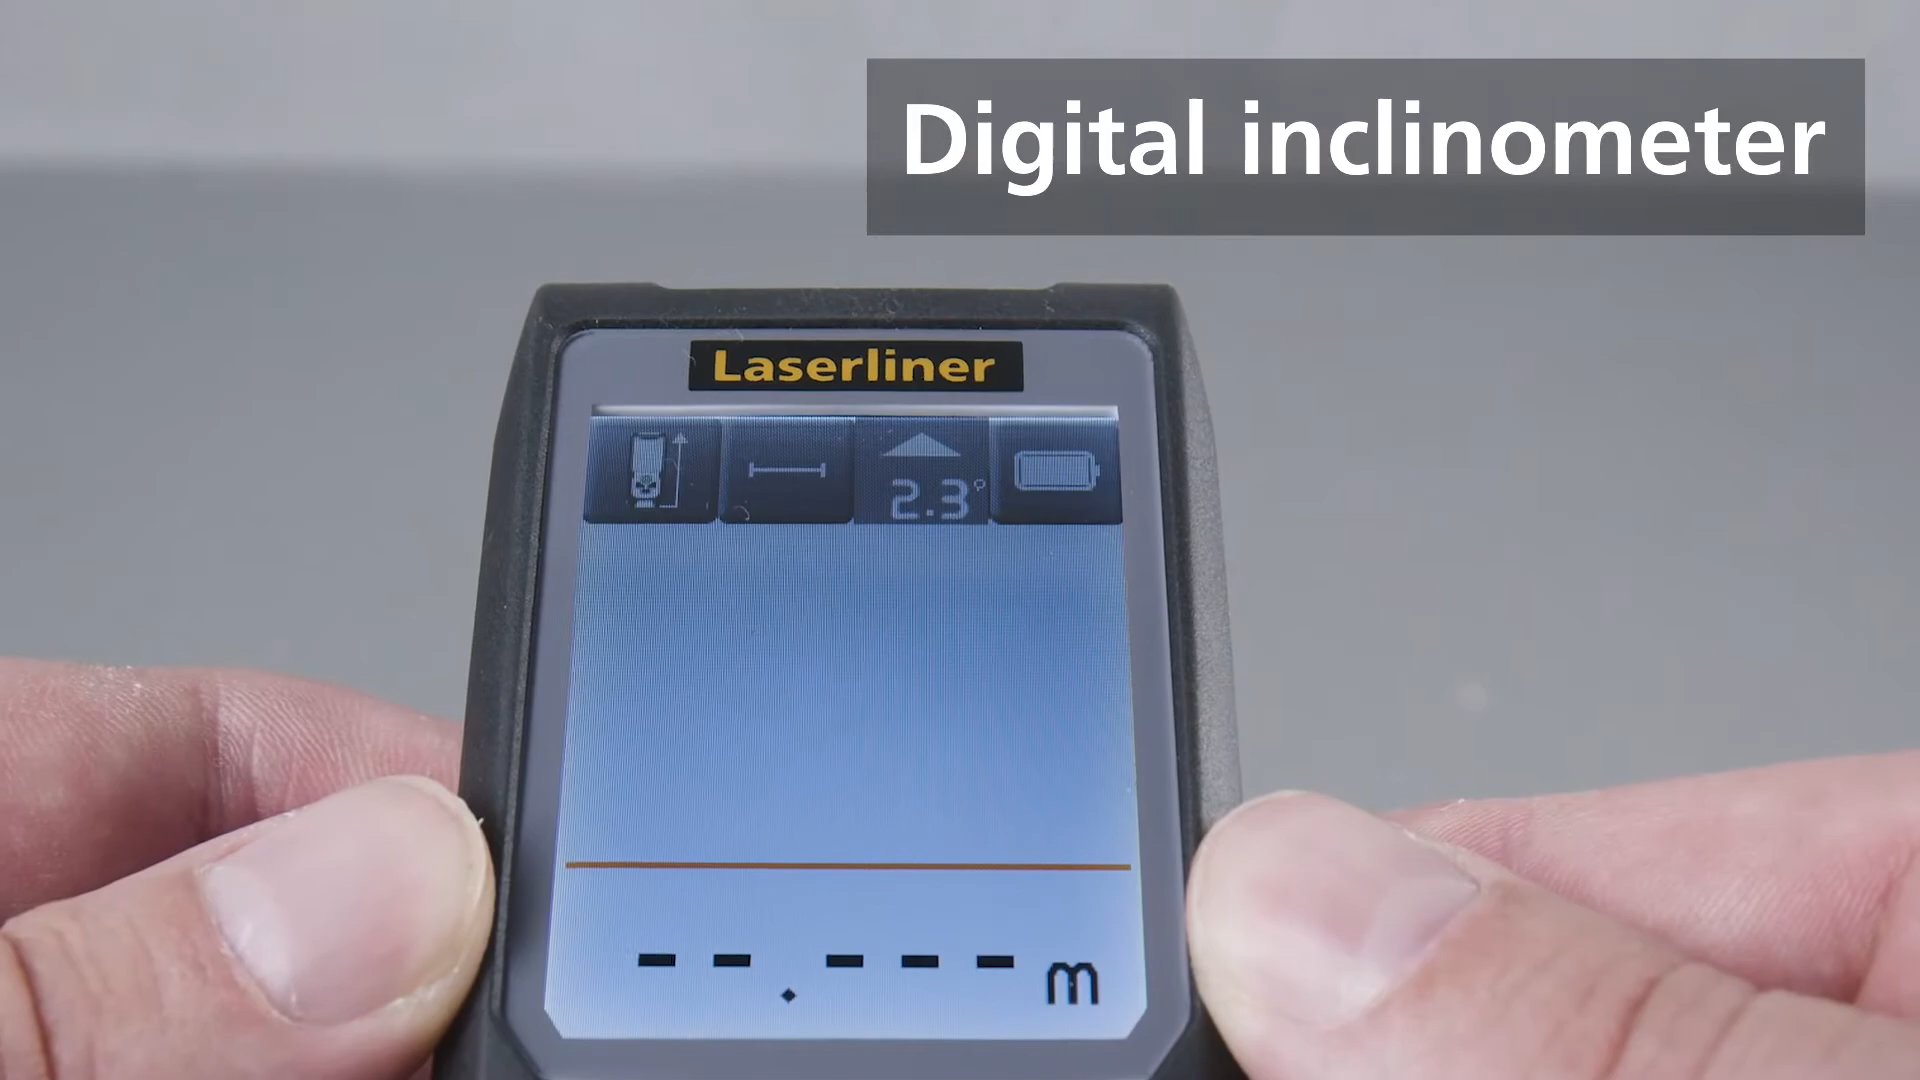 Digital inclinometer
Laserliner
2.3°
-- . --- m